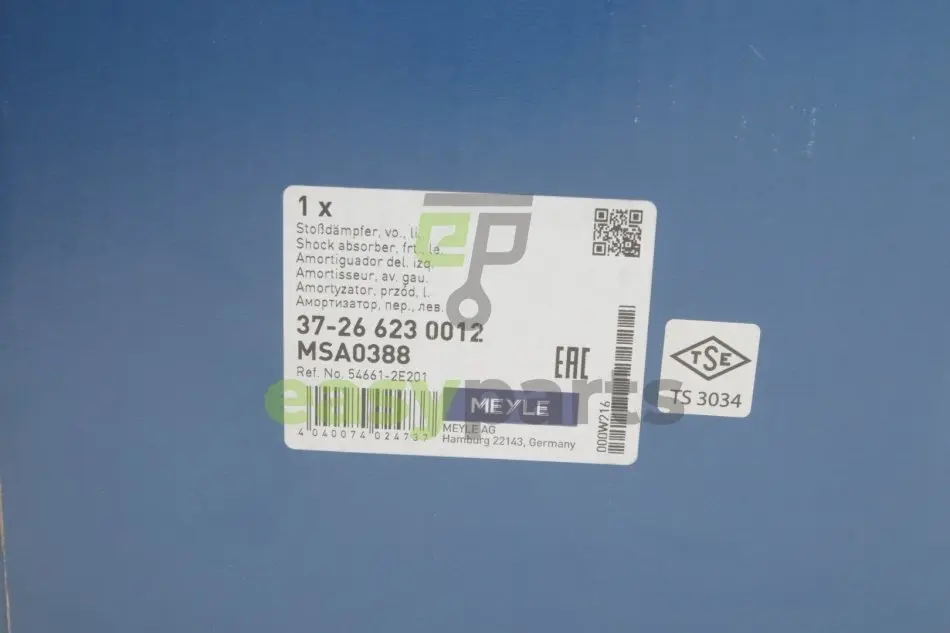 1 x
Stoßdämpfer, vo., li.
Shock absorber, frt., le.
Amortiguador del. izq.
Amortisseur, av. gau.
Amortyzator, przód, l.
Амортизатор, пер., лев.
37-26 623 0012
MSA0388
Ref. No. 54661-2E201
4 040074 024737
MEYLE
MEYLE AG
Hamburg 22143, Germany
EAC
000W216
TSE
TS 3034
ep
easyparts